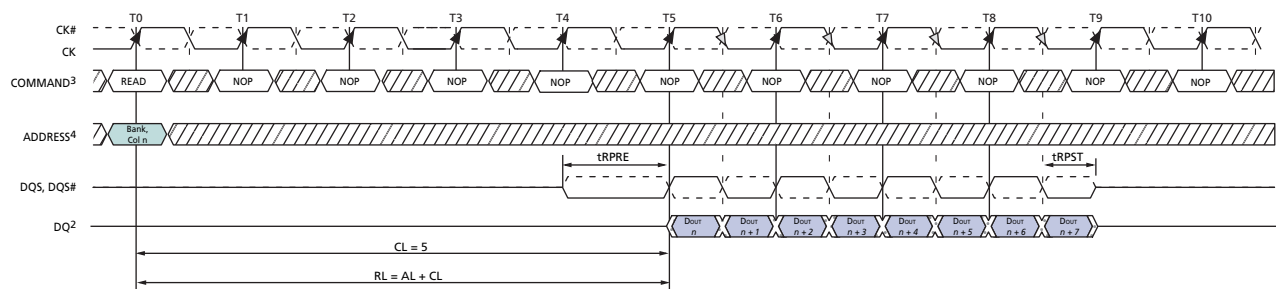 T0 T1 T2 T3 T4 T5 T6 T7 T8 T9 T10
CK#
CK
COMMAND3 READ NOP NOP NOP NOP NOP NOP NOP NOP NOP NOP
ADDRESS4 Bank,
Col n
tRPRE tRPST
DQS, DQS#
DQ2 DOUT DOUT DOUT DOUT DOUT DOUT DOUT DOUT
n n + 1 n + 2 n + 3 n + 4 n + 5 n + 6 n + 7
CL = 5
RL = AL + CL